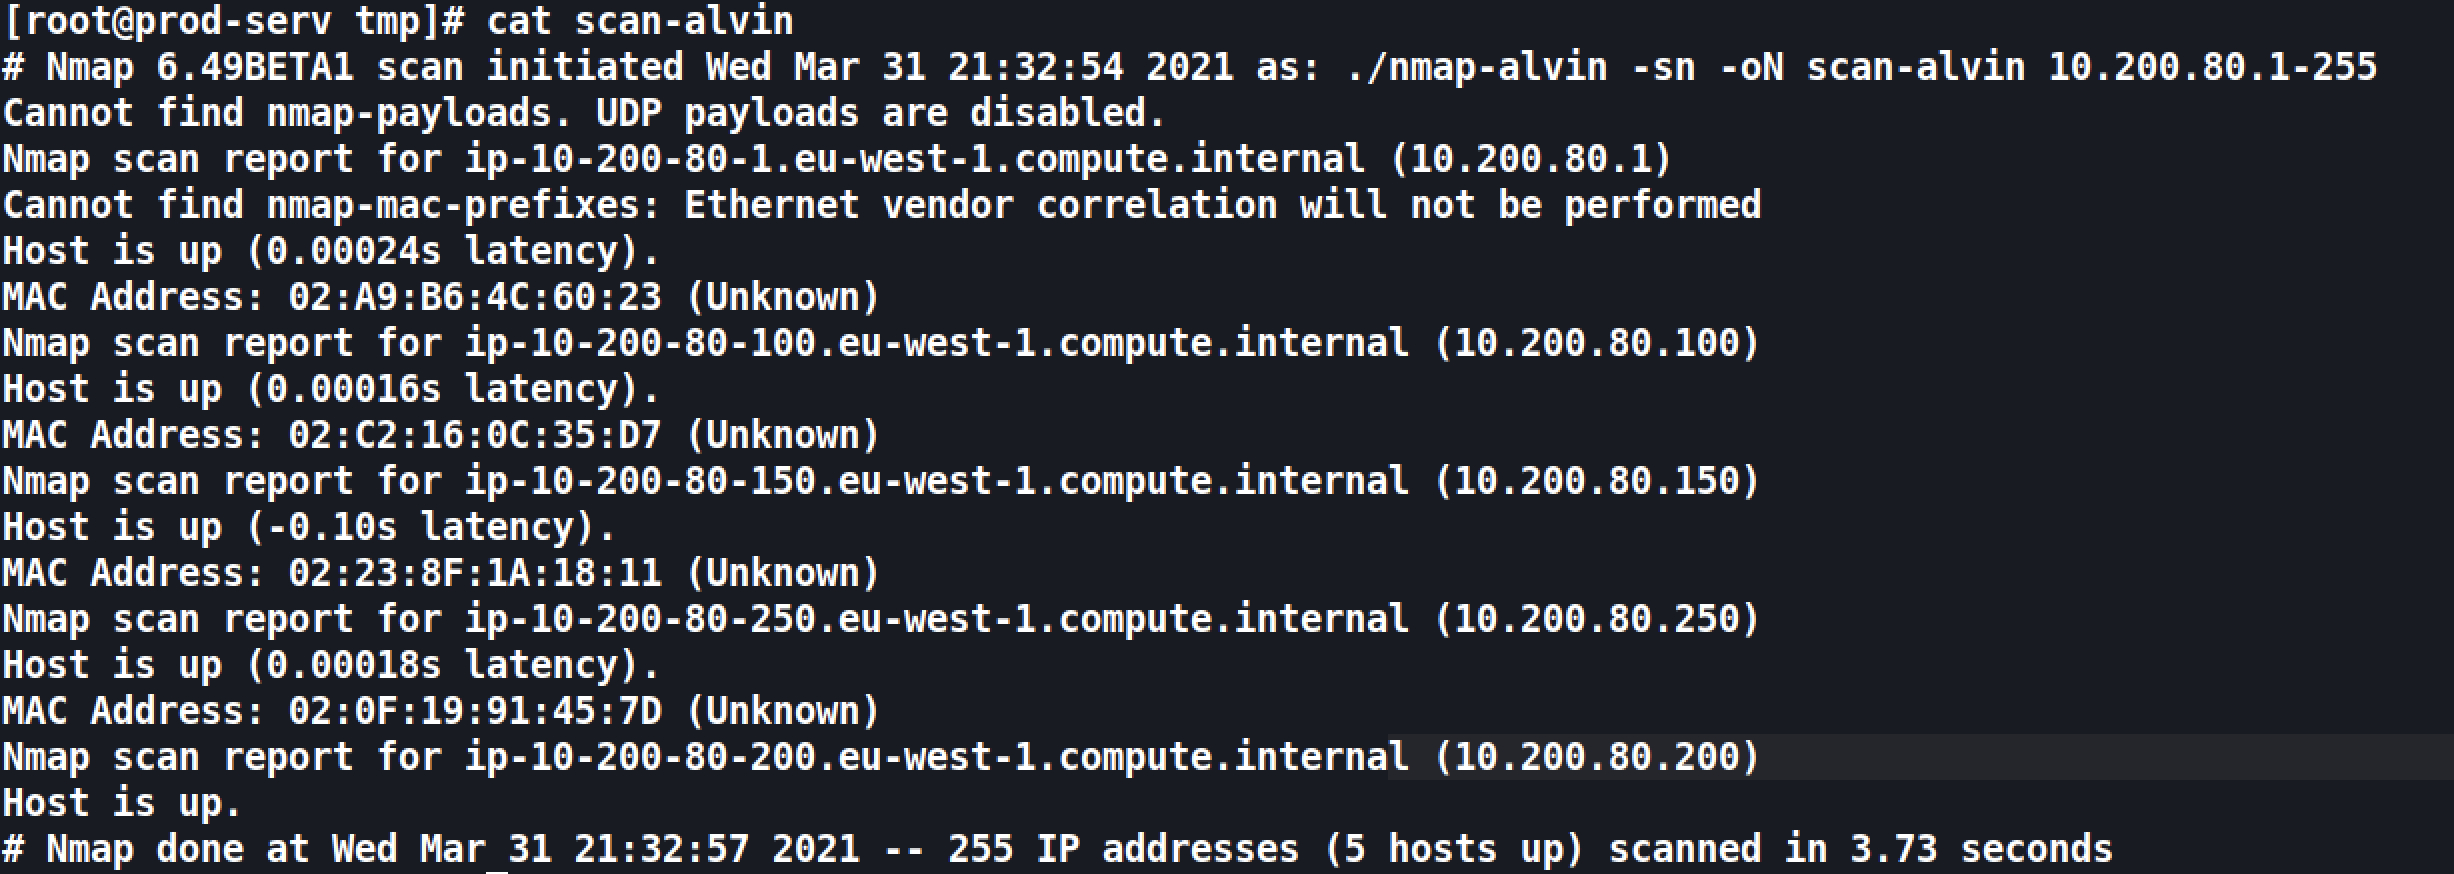 [root@prod-serv tmp]# cat scan-alvin
# Nmap 6.49BETA1 scan initiated Wed Mar 31 21:32:54 2021 as: ./nmap-alvin -sn -oN scan-alvin 10.200.80.1-255
Cannot find nmap-payloads. UDP payloads are disabled.
Nmap scan report for ip-10-200-80-1.eu-west-1.compute.internal (10.200.80.1)
Cannot find nmap-mac-prefixes: Ethernet vendor correlation will not be performed
Host is up (0.00024s latency).
MAC Address: 02:A9:B6:4C:60:23 (Unknown)
Nmap scan report for ip-10-200-80-100.eu-west-1.compute.internal (10.200.80.100)
Host is up (0.00016s latency).
MAC Address: 02:C2:16:0C:35:D7 (Unknown)
Nmap scan report for ip-10-200-80-150.eu-west-1.compute.internal (10.200.80.150)
Host is up (-0.10s latency).
MAC Address: 02:23:8F:1A:18:11 (Unknown)
Nmap scan report for ip-10-200-80-250.eu-west-1.compute.internal (10.200.80.250)
Host is up (0.00018s latency).
MAC Address: 02:0F:19:91:45:7D (Unknown)
Nmap scan report for ip-10-200-80-200.eu-west-1.compute.internal (10.200.80.200)
Host is up.
# Nmap done at Wed Mar 31 21:32:57 2021 -- 255 IP addresses (5 hosts up) scanned in 3.73 seconds